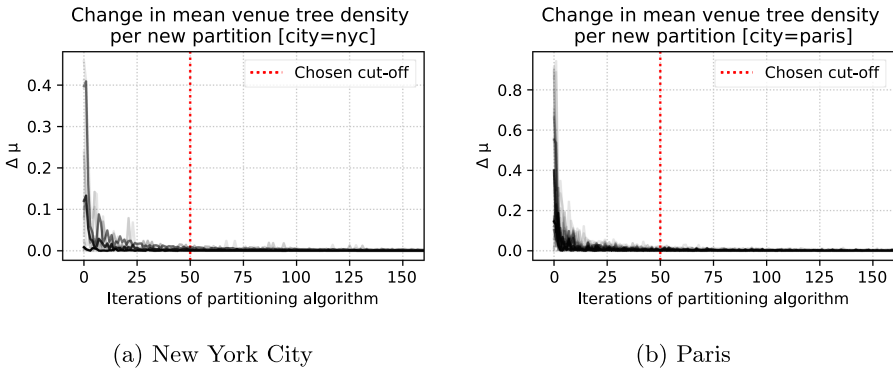 Change in mean venue tree density
per new partition [city=nyc]
Chosen cut-off
0.4
0.3
0.2
0.1
0.0
Δ μ
0 25 50 75 100 125 150
Iterations of partitioning algorithm
(a) New York City
Change in mean venue tree density
per new partition [city=paris]
Chosen cut-off
0.8
0.6
0.4
0.2
0.0
Δ μ
0 25 50 75 100 125 150
Iterations of partitioning algorithm
(b) Paris